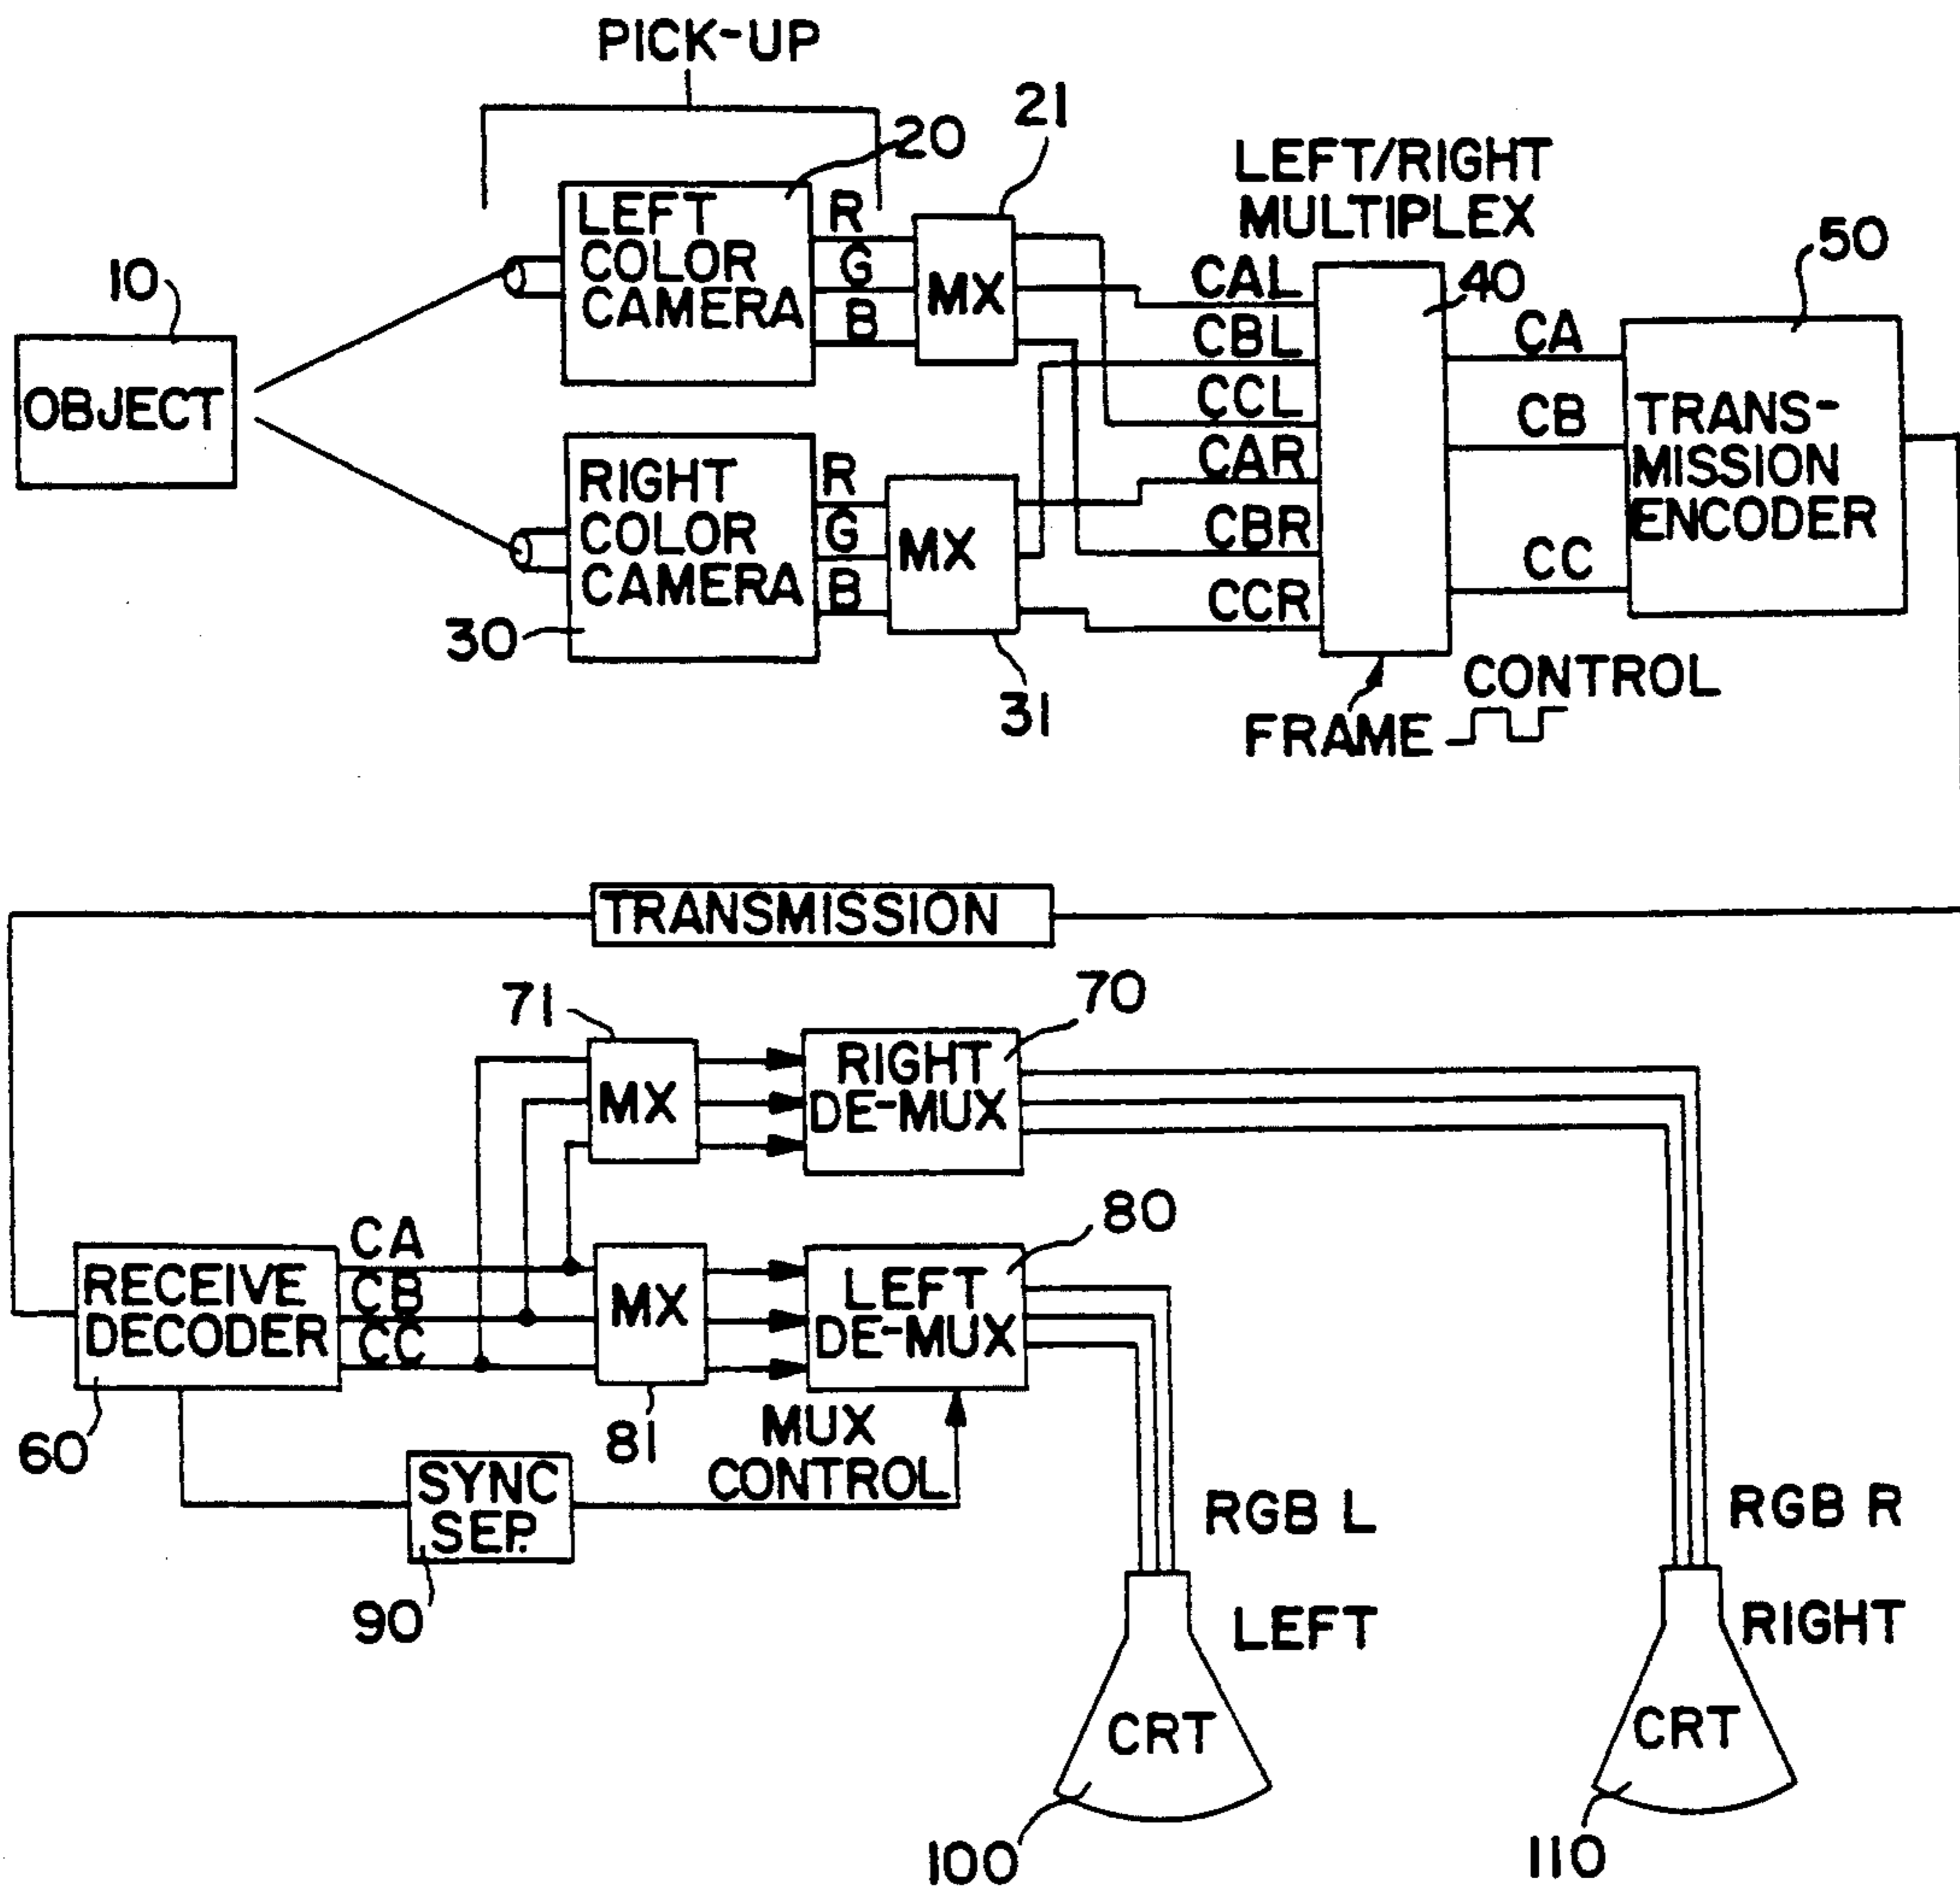 PICK-UP
20
21
LEFT/RIGHT
MULTIPLEX
50
10
LEFT
COLOR
CAMERA
R
G
B
MX
CAL
CBL
CCL
CAR
CBR
CCR
40
CA
CB
CC
OBJECT
TRANS-
MISSION
ENCODER
RIGHT
COLOR
CAMERA
R
G
B
MX
30
31
CONTROL
FRAME
TRANSMISSION
71
70
MX
RIGHT
DE-MUX
80
CA
CB
CC
RECEIVE
DECODER
MX
LEFT
DE-MUX
60
81
MUX
CONTROL
SYNC
SEP.
90
RGB L
RGB R
LEFT
RIGHT
CRT
CRT
100
110